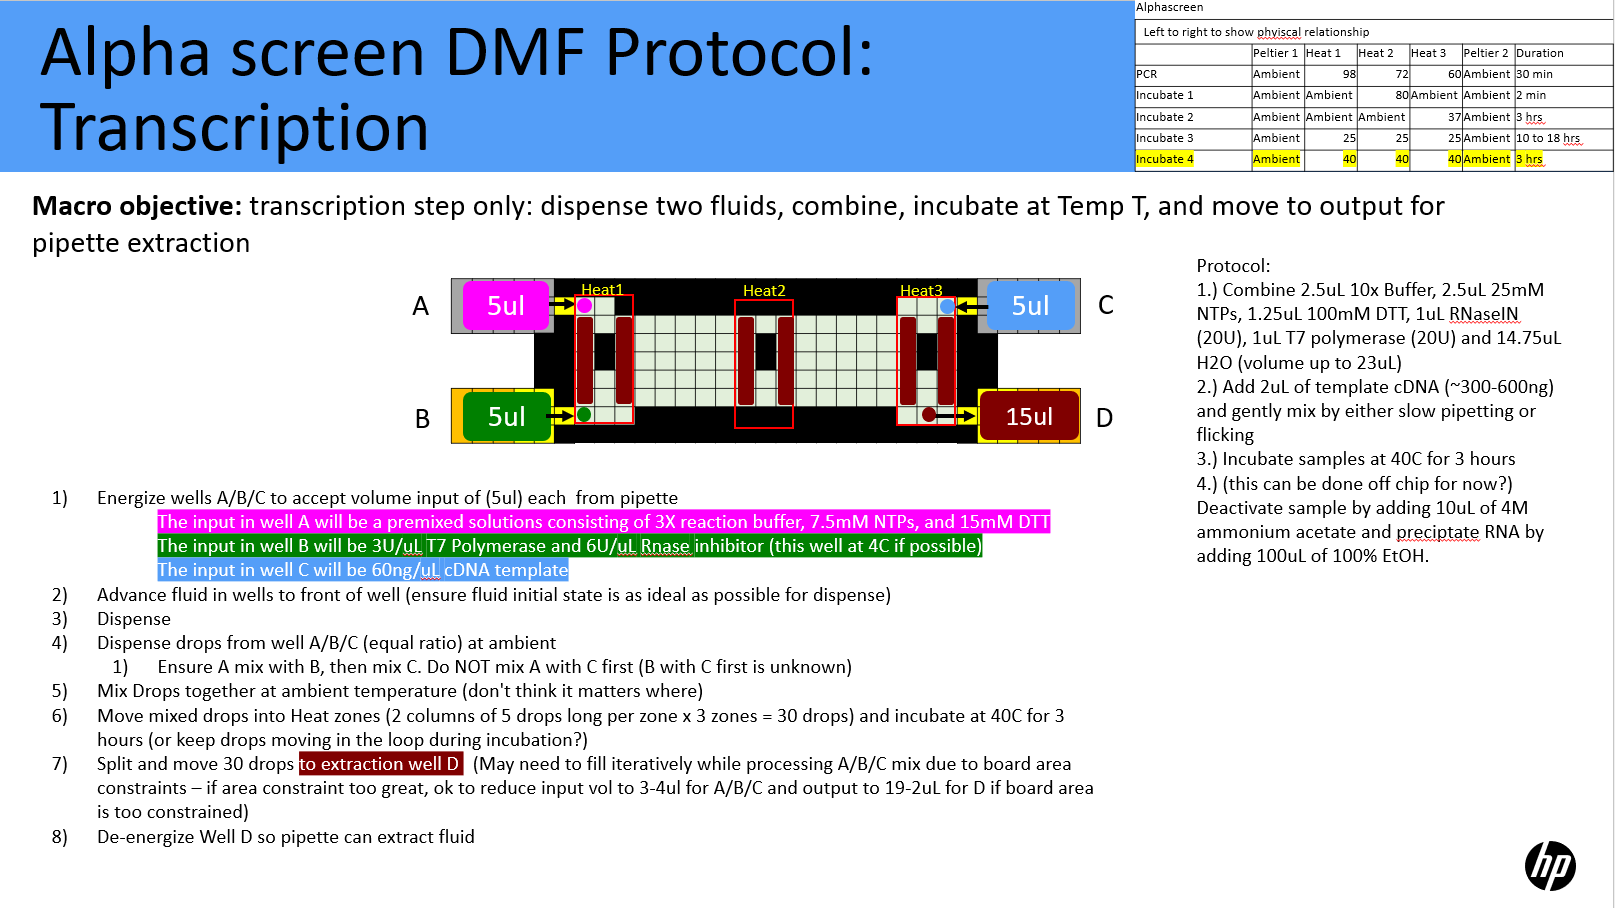 Alpha screen DMF Protocol:
Transcription
Alphascreen
Left to right to show phyiscal relationship
Peltier 1 Heat 1 Heat 2 Heat 3 Peltier 2 Duration
PCR Ambient 98 72 60 Ambient 30 min
Incubate 1 Ambient Ambient 80 Ambient Ambient 2 min
Incubate 2 Ambient Ambient Ambient 37 Ambient 3 hrs
Incubate 3 Ambient 25 25 25 Ambient 10 to 18 hrs
Incubate 4 Ambient 40 40 40 Ambient 3 hrs
Macro objective: transcription step only: dispense two fluids, combine, incubate at Temp T, and move to output for
pipette extraction
A 5ul Heat1 Heat2 Heat3 5ul C
B 5ul 15ul D
Protocol:
1.) Combine 2.5uL 10x Buffer, 2.5uL 25mM
NTPs, 1.25uL 100mM DTT, 1uL RNaseIN
(20U), 1uL T7 polymerase (20U) and 14.75uL
H2O (volume up to 23uL)
2.) Add 2uL of template cDNA (~300-600ng)
and gently mix by either slow pipetting or
flicking
3.) Incubate samples at 40C for 3 hours
4.) (this can be done off chip for now?)
Deactivate sample by adding 10uL of 4M
ammonium acetate and preciptate RNA by
adding 100uL of 100% EtOH.
1) Energize wells A/B/C to accept volume input of (5ul) each from pipette
The input in well A will be a premixed solutions consisting of 3X reaction buffer, 7.5mM NTPs, and 15mM DTT
The input in well B will be 3U/uL T7 Polymerase and 6U/uL Rnase inhibitor (this well at 4C if possible)
The input in well C will be 60ng/uL cDNA template
2) Advance fluid in wells to front of well (ensure fluid initial state is as ideal as possible for dispense)
3) Dispense
4) Dispense drops from well A/B/C (equal ratio) at ambient
1) Ensure A mix with B, then mix C. Do NOT mix A with C first (B with C first is unknown)
5) Mix Drops together at ambient temperature (don't think it matters where)
6) Move mixed drops into Heat zones (2 columns of 5 drops long per zone x 3 zones = 30 drops) and incubate at 40C for 3
hours (or keep drops moving in the loop during incubation?)
7) Split and move 30 drops to extraction well D (May need to fill iteratively while processing A/B/C mix due to board area
constraints – if area constraint too great, ok to reduce input vol to 3-4ul for A/B/C and output to 19-2uL for D if board area
is too constrained)
8) De-energize Well D so pipette can extract fluid
hp